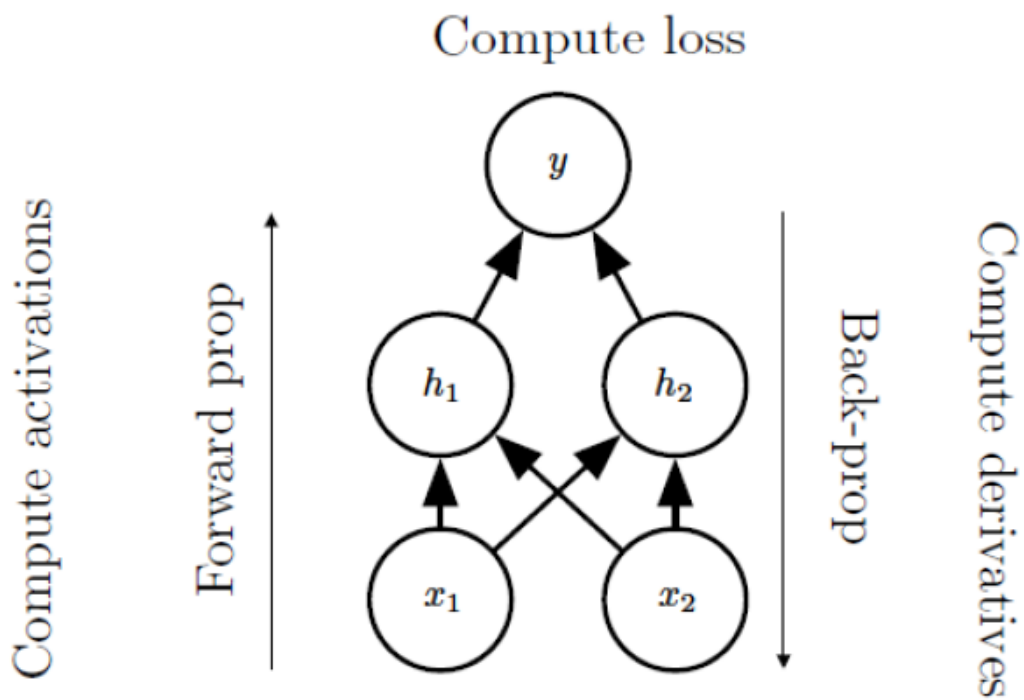 Compute loss
y
Compute activations
Forward prop
h₁
h₂
Back-prop
Compute derivatives
x₁
x₂